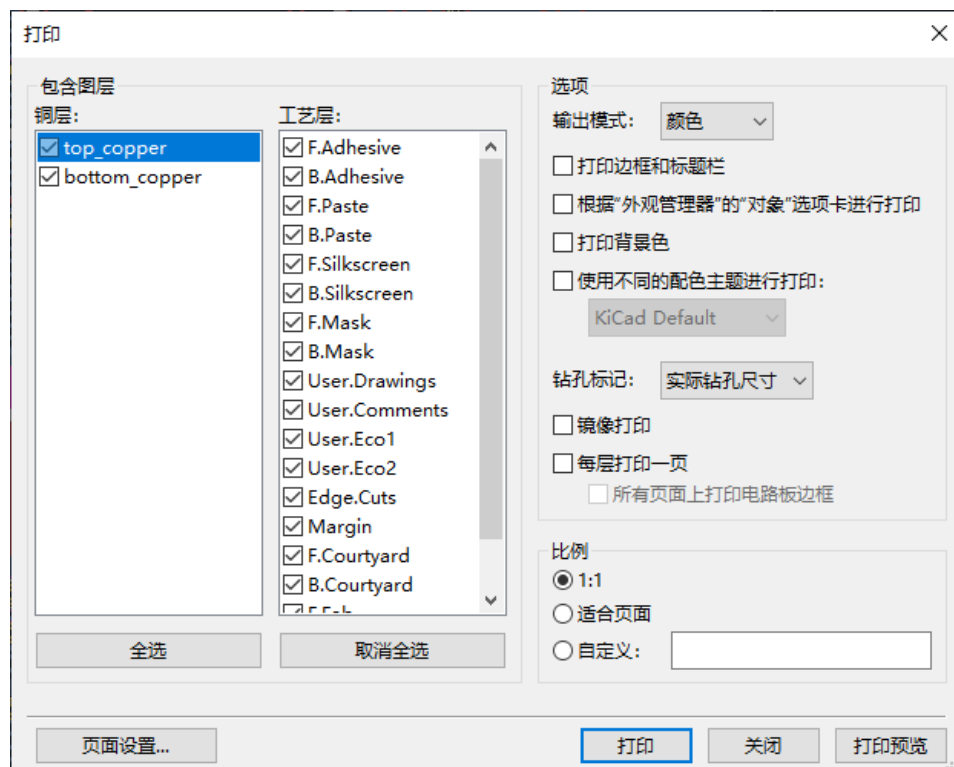 打印
包含图层
铜层:
top_copper
bottom_copper
全选
工艺层:
F.Adhesive
B.Adhesive
F.Paste
B.Paste
F.Silkscreen
B.Silkscreen
F.Mask
B.Mask
User.Drawings
User.Comments
User.Eco1
User.Eco2
Edge.Cuts
Margin
F.Courtyard
B.Courtyard
F.Fab
取消全选
选项
输出模式: 颜色
打印边框和标题栏
根据“外观管理器”的“对象”选项卡进行打印
打印背景色
使用不同的配色主题进行打印:
KiCad Default
钻孔标记: 实际钻孔尺寸
镜像打印
每层打印一页
所有页面上打印电路板边框
比例
1:1
适合页面
自定义:
页面设置...
打印
关闭
打印预览